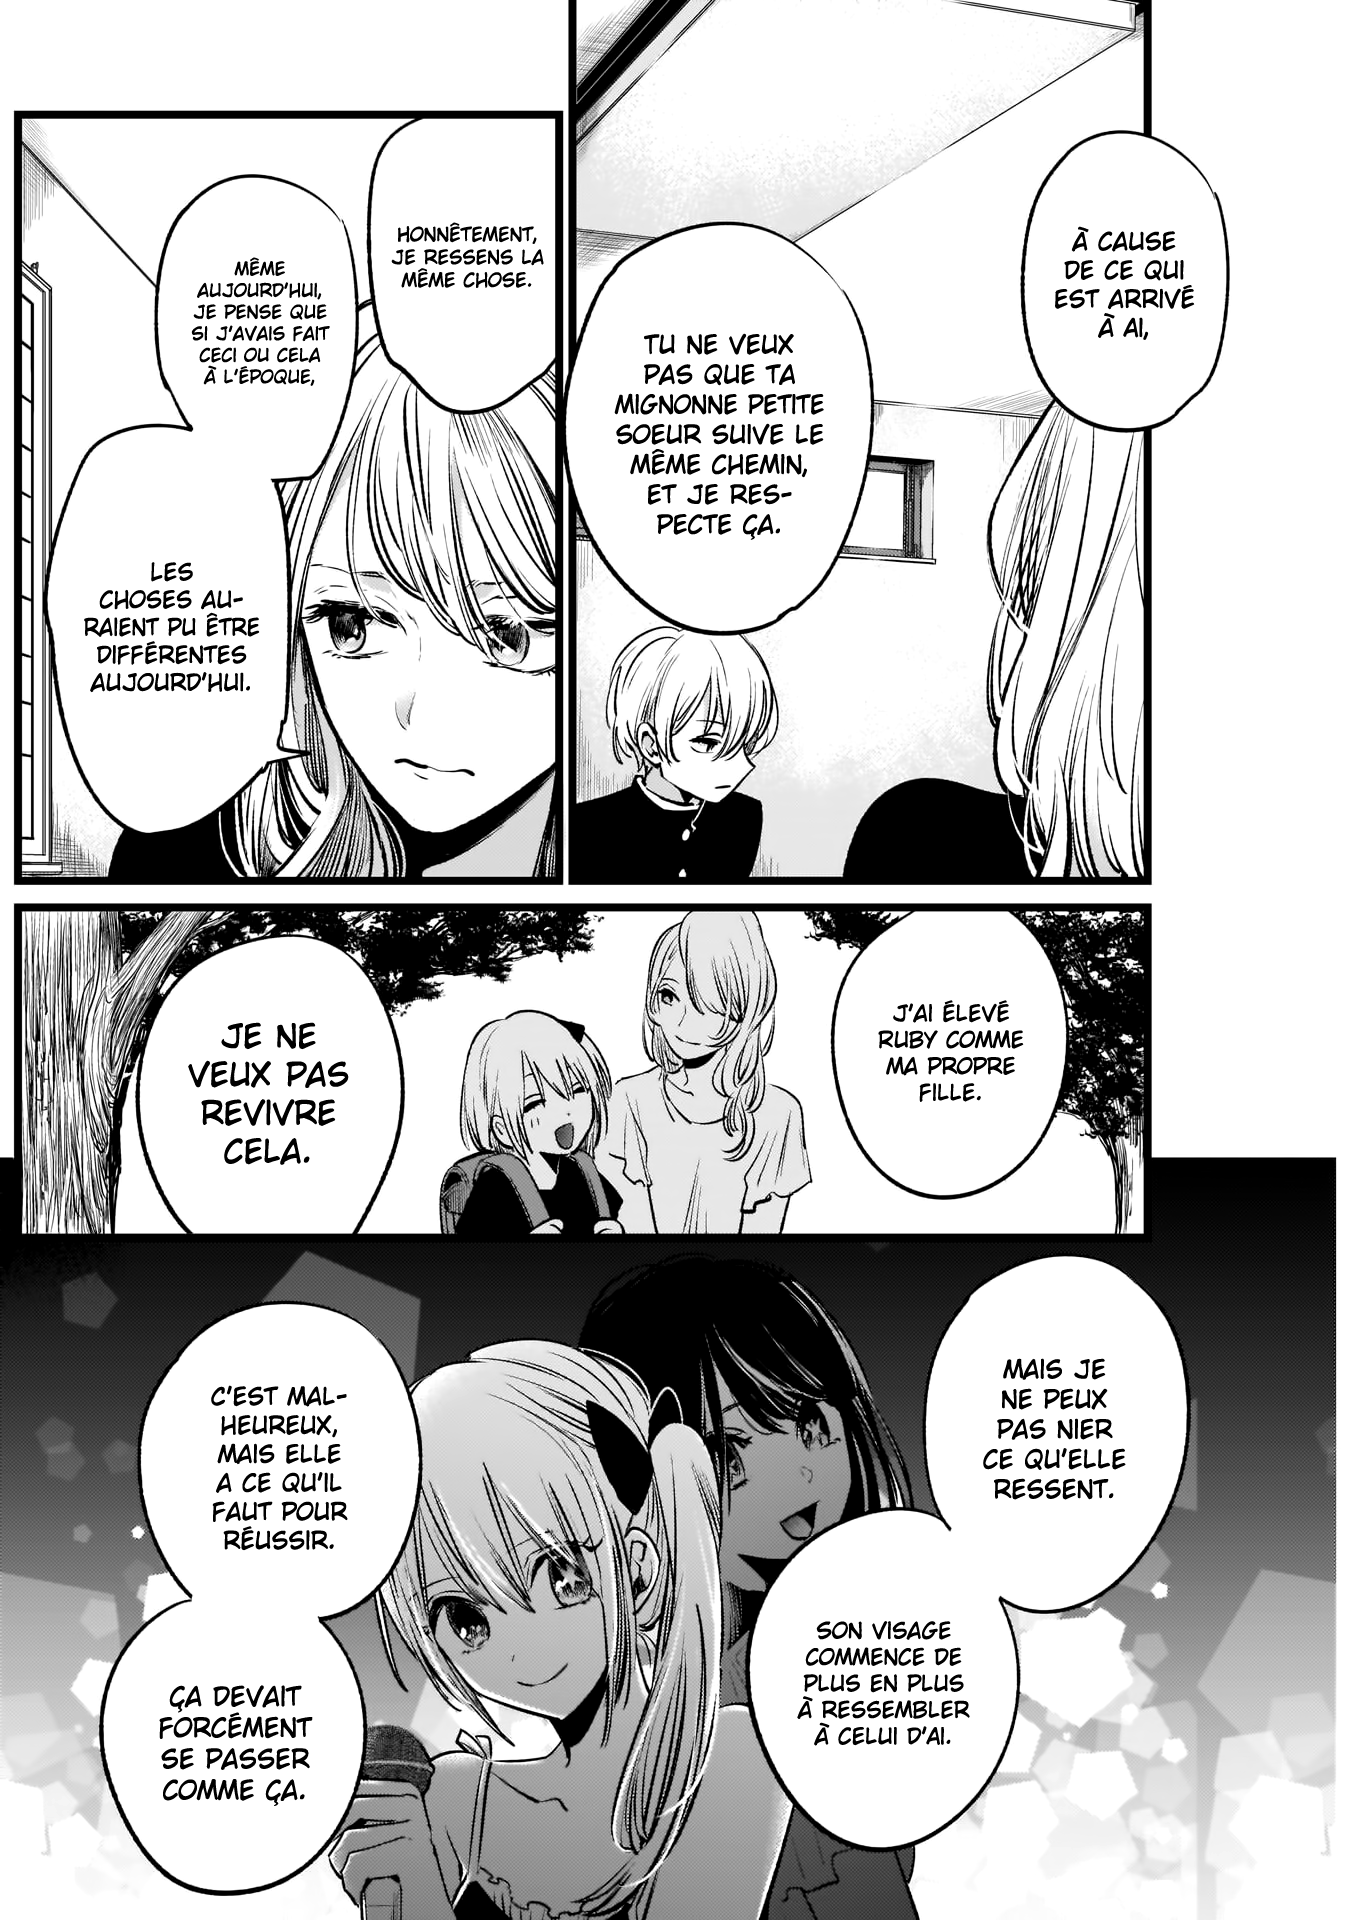 À CAUSE
DE CE QUI
EST ARRIVÉ
À AI,
TU NE VEUX
PAS QUE TA
MIGNONNE PETITE
SOEUR SUIVE LE
MÊME CHEMIN,
ET JE RES-
PECTE ÇA.
HONNÊTEMENT,
JE RESSENS LA
MÊME CHOSE.
MÊME
AUJOURD'HUI,
JE PENSE QUE
SI J'AVAIS FAIT
CECI OU CELA
À L'ÉPOQUE,
LES
CHOSES AU-
RAIENT PU ÊTRE
DIFFÉRENTES
AUJOURD'HUI.
J'AI ÉLEVÉ
RUBY COMME
MA PROPRE
FILLE.
JE NE
VEUX PAS
REVIVRE
CELA.
MAIS JE
NE PEUX
PAS NIER
CE QU'ELLE
RESSENT.
SON VISAGE
COMMENCE DE
PLUS EN PLUS
À RESSEMBLER
À CELUI D'AI.
C'EST MAL-
HEUREUX,
MAIS ELLE
A CE QU'IL
FAUT POUR
RÉUSSIR.
ÇA DEVAIT
FORCÉMENT
SE PASSER
COMME ÇA.